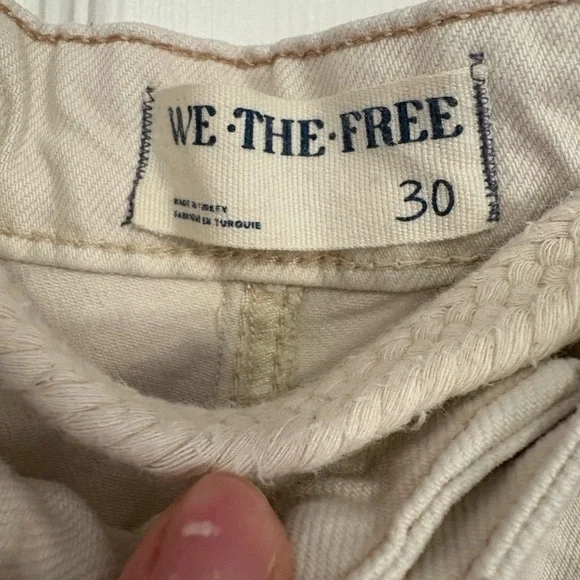 WE·THE·FREE
30
MADE IN TURKEY
FABRIQUÉ EN TURQUIE